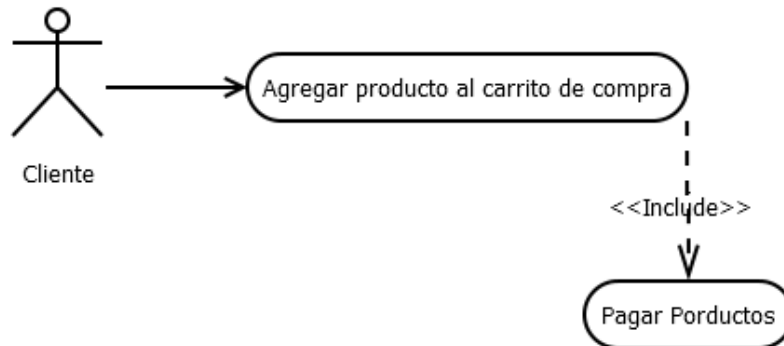 Agregar producto al carrito de compra
Cliente
<<Include>>
Pagar Porductos